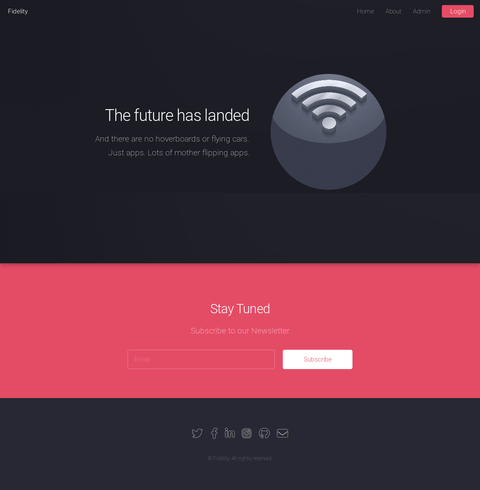 Fidelity
Home
About
Admin
Login
The future has landed
And there are no hoverboards or flying cars.
Just apps. Lots of mother flipping apps.
Stay Tuned
Subscribe to our Newsletter
Email
Subscribe
© Fidelity. All rights reserved.